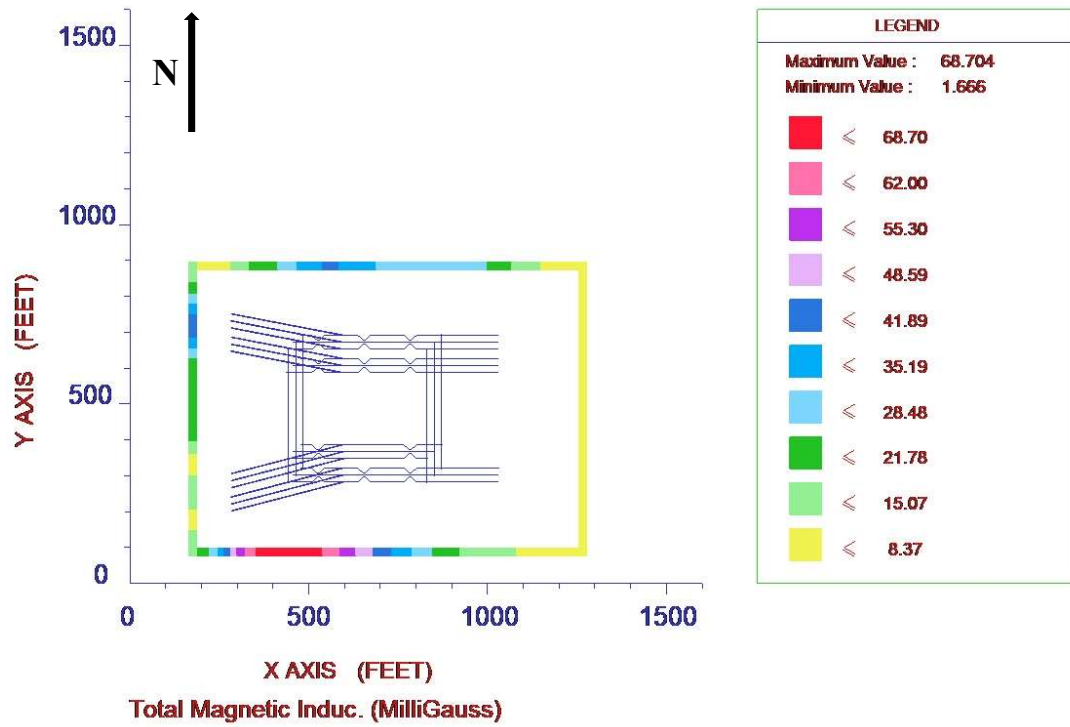 N
1500
1000
500
0
0
500
1000
1500
Y AXIS (FEET)
X AXIS (FEET)
Total Magnetic Induc. (MilliGauss)
LEGEND
Maximum Value : 68.704
Minimum Value : 1.666
≤ 68.70
≤ 62.00
≤ 55.30
≤ 48.59
≤ 41.89
≤ 35.19
≤ 28.48
≤ 21.78
≤ 15.07
≤ 8.37